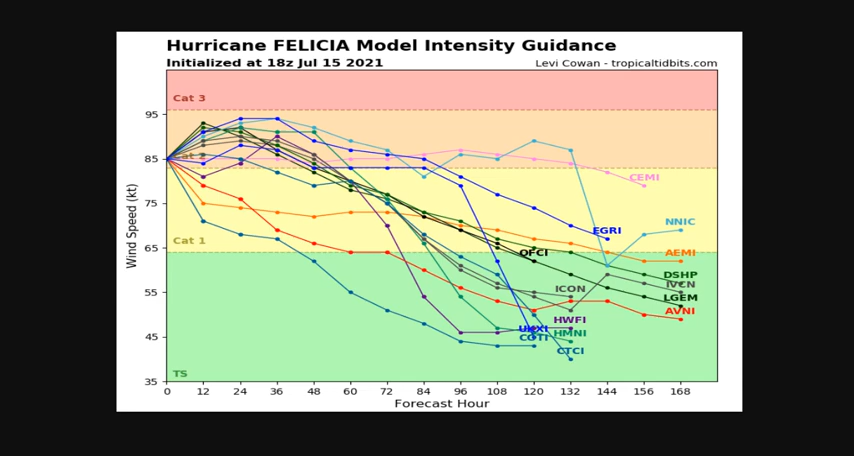 Hurricane FELICIA Model Intensity Guidance
Initialized at 18z Jul 15 2021
Levi Cowan - tropicaltidbits.com
Cat 3
95
85
CEMI
75
EGRI
NNIC
Wind Speed (kt)
65
Cat 1
OFCI
AEMI
DSHP
IVCN
55
ICON
LGEM
AVNI
HWFI
UKXI
HMNI
45
COTI
CTCI
TS
35
0 12 24 36 48 60 72 84 96 108 120 132 144 156 168
Forecast Hour